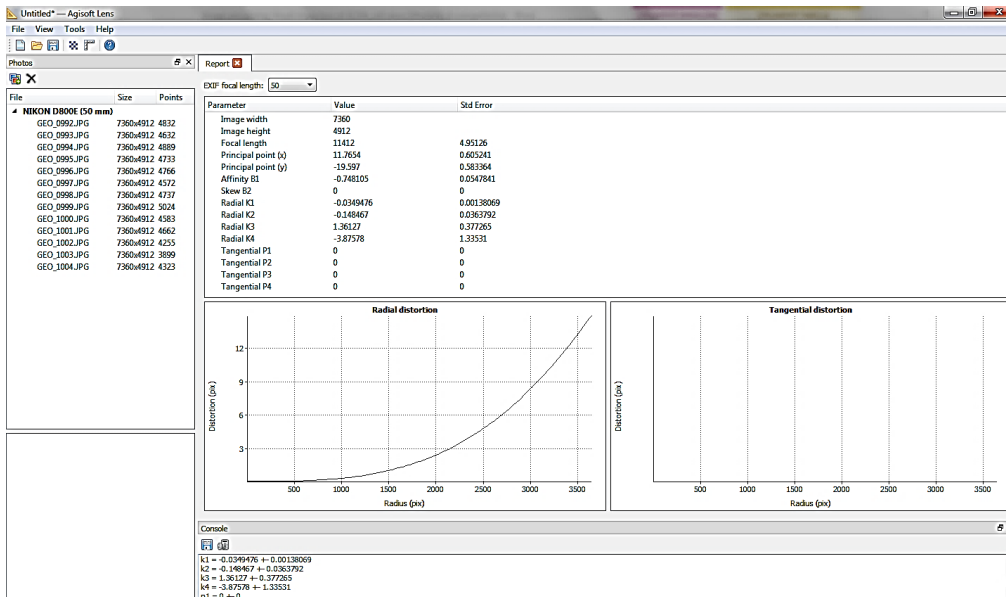 Untitled* — Agisoft Lens
File View Tools Help
Photos
Report
EXIF focal length: 50
File Size Points
NIKON D800E (50 mm)
GEO_0992.JPG 7360x4912 4832
GEO_0993.JPG 7360x4912 4632
GEO_0994.JPG 7360x4912 4889
GEO_0995.JPG 7360x4912 4733
GEO_0996.JPG 7360x4912 4766
GEO_0997.JPG 7360x4912 4572
GEO_0998.JPG 7360x4912 4737
GEO_0999.JPG 7360x4912 5024
GEO_1000.JPG 7360x4912 4583
GEO_1001.JPG 7360x4912 4662
GEO_1002.JPG 7360x4912 4255
GEO_1003.JPG 7360x4912 3899
GEO_1004.JPG 7360x4912 4323
Parameter Value Std Error
Image width 7360
Image height 4912
Focal length 11412 4.95126
Principal point (x) 11.7654 0.605241
Principal point (y) -19.597 0.583364
Affinity B1 -0.748105 0.0547841
Skew B2 0 0
Radial K1 -0.0349476 0.00138069
Radial K2 -0.148467 0.0363792
Radial K3 1.36127 0.377265
Radial K4 -3.87578 1.33531
Tangential P1 0 0
Tangential P2 0 0
Tangential P3 0 0
Tangential P4 0 0
Radial distortion
Distortion (pix)
12
9
6
3
500 1000 1500 2000 2500 3000 3500
Radius (pix)
Tangential distortion
Distortion (pix)
500 1000 1500 2000 2500 3000 3500
Radius (pix)
Console
k1 = -0.0349476 +- 0.00138069
k2 = -0.148467 +- 0.0363792
k3 = 1.36127 +- 0.377265
k4 = -3.87578 +- 1.33531
p1 = 0 +- 0